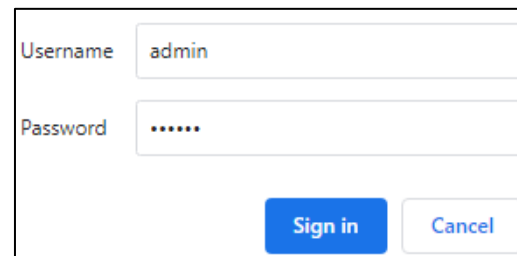 Username admin
Password ••••••
Sign in Cancel